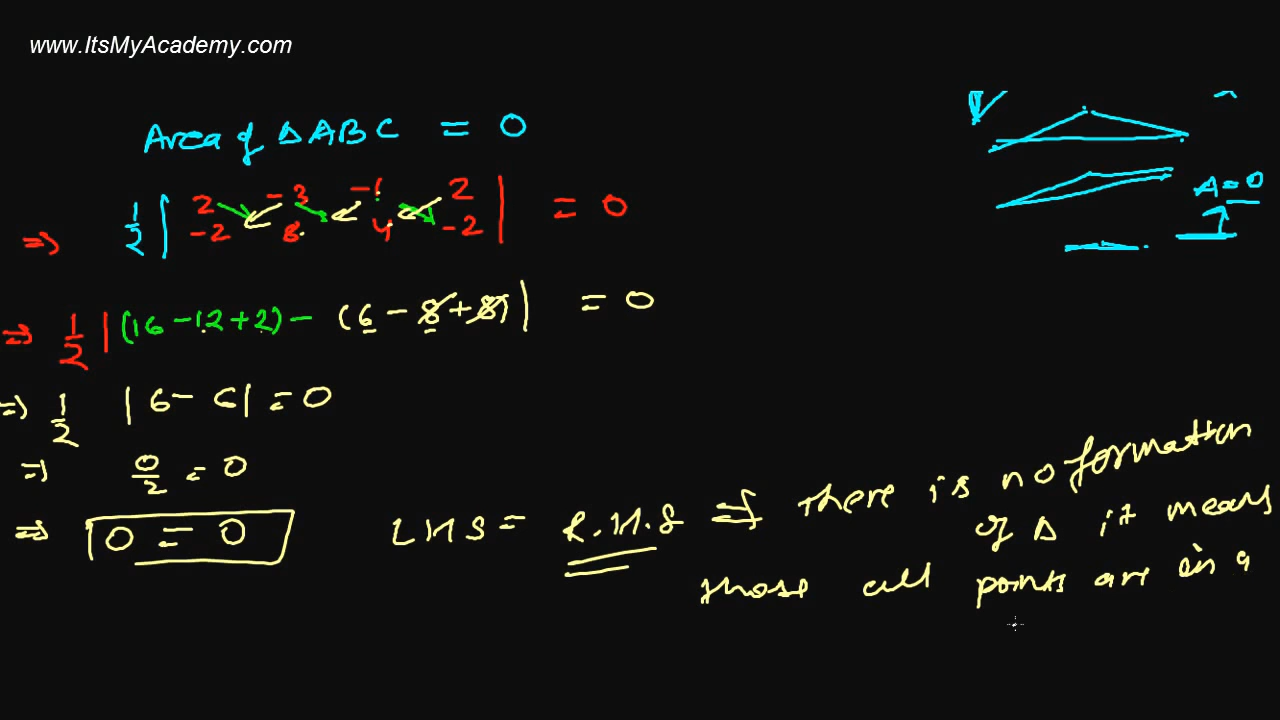 www.ItsMyAcademy.com
Area of Δ ABC = 0
A=0
⇒ 1/2 | 2 -3 -1 2 | = 0
-2 8 4 -2
⇒ 1/2 |(16-12+2)- (6-8+8)| = 0
⇒ 1/2 |6-6| = 0
⇒ 0/2 = 0
⇒ 0 = 0
LHS = R.H.S ⇒ There is no formation
of Δ it means
those all points are in a